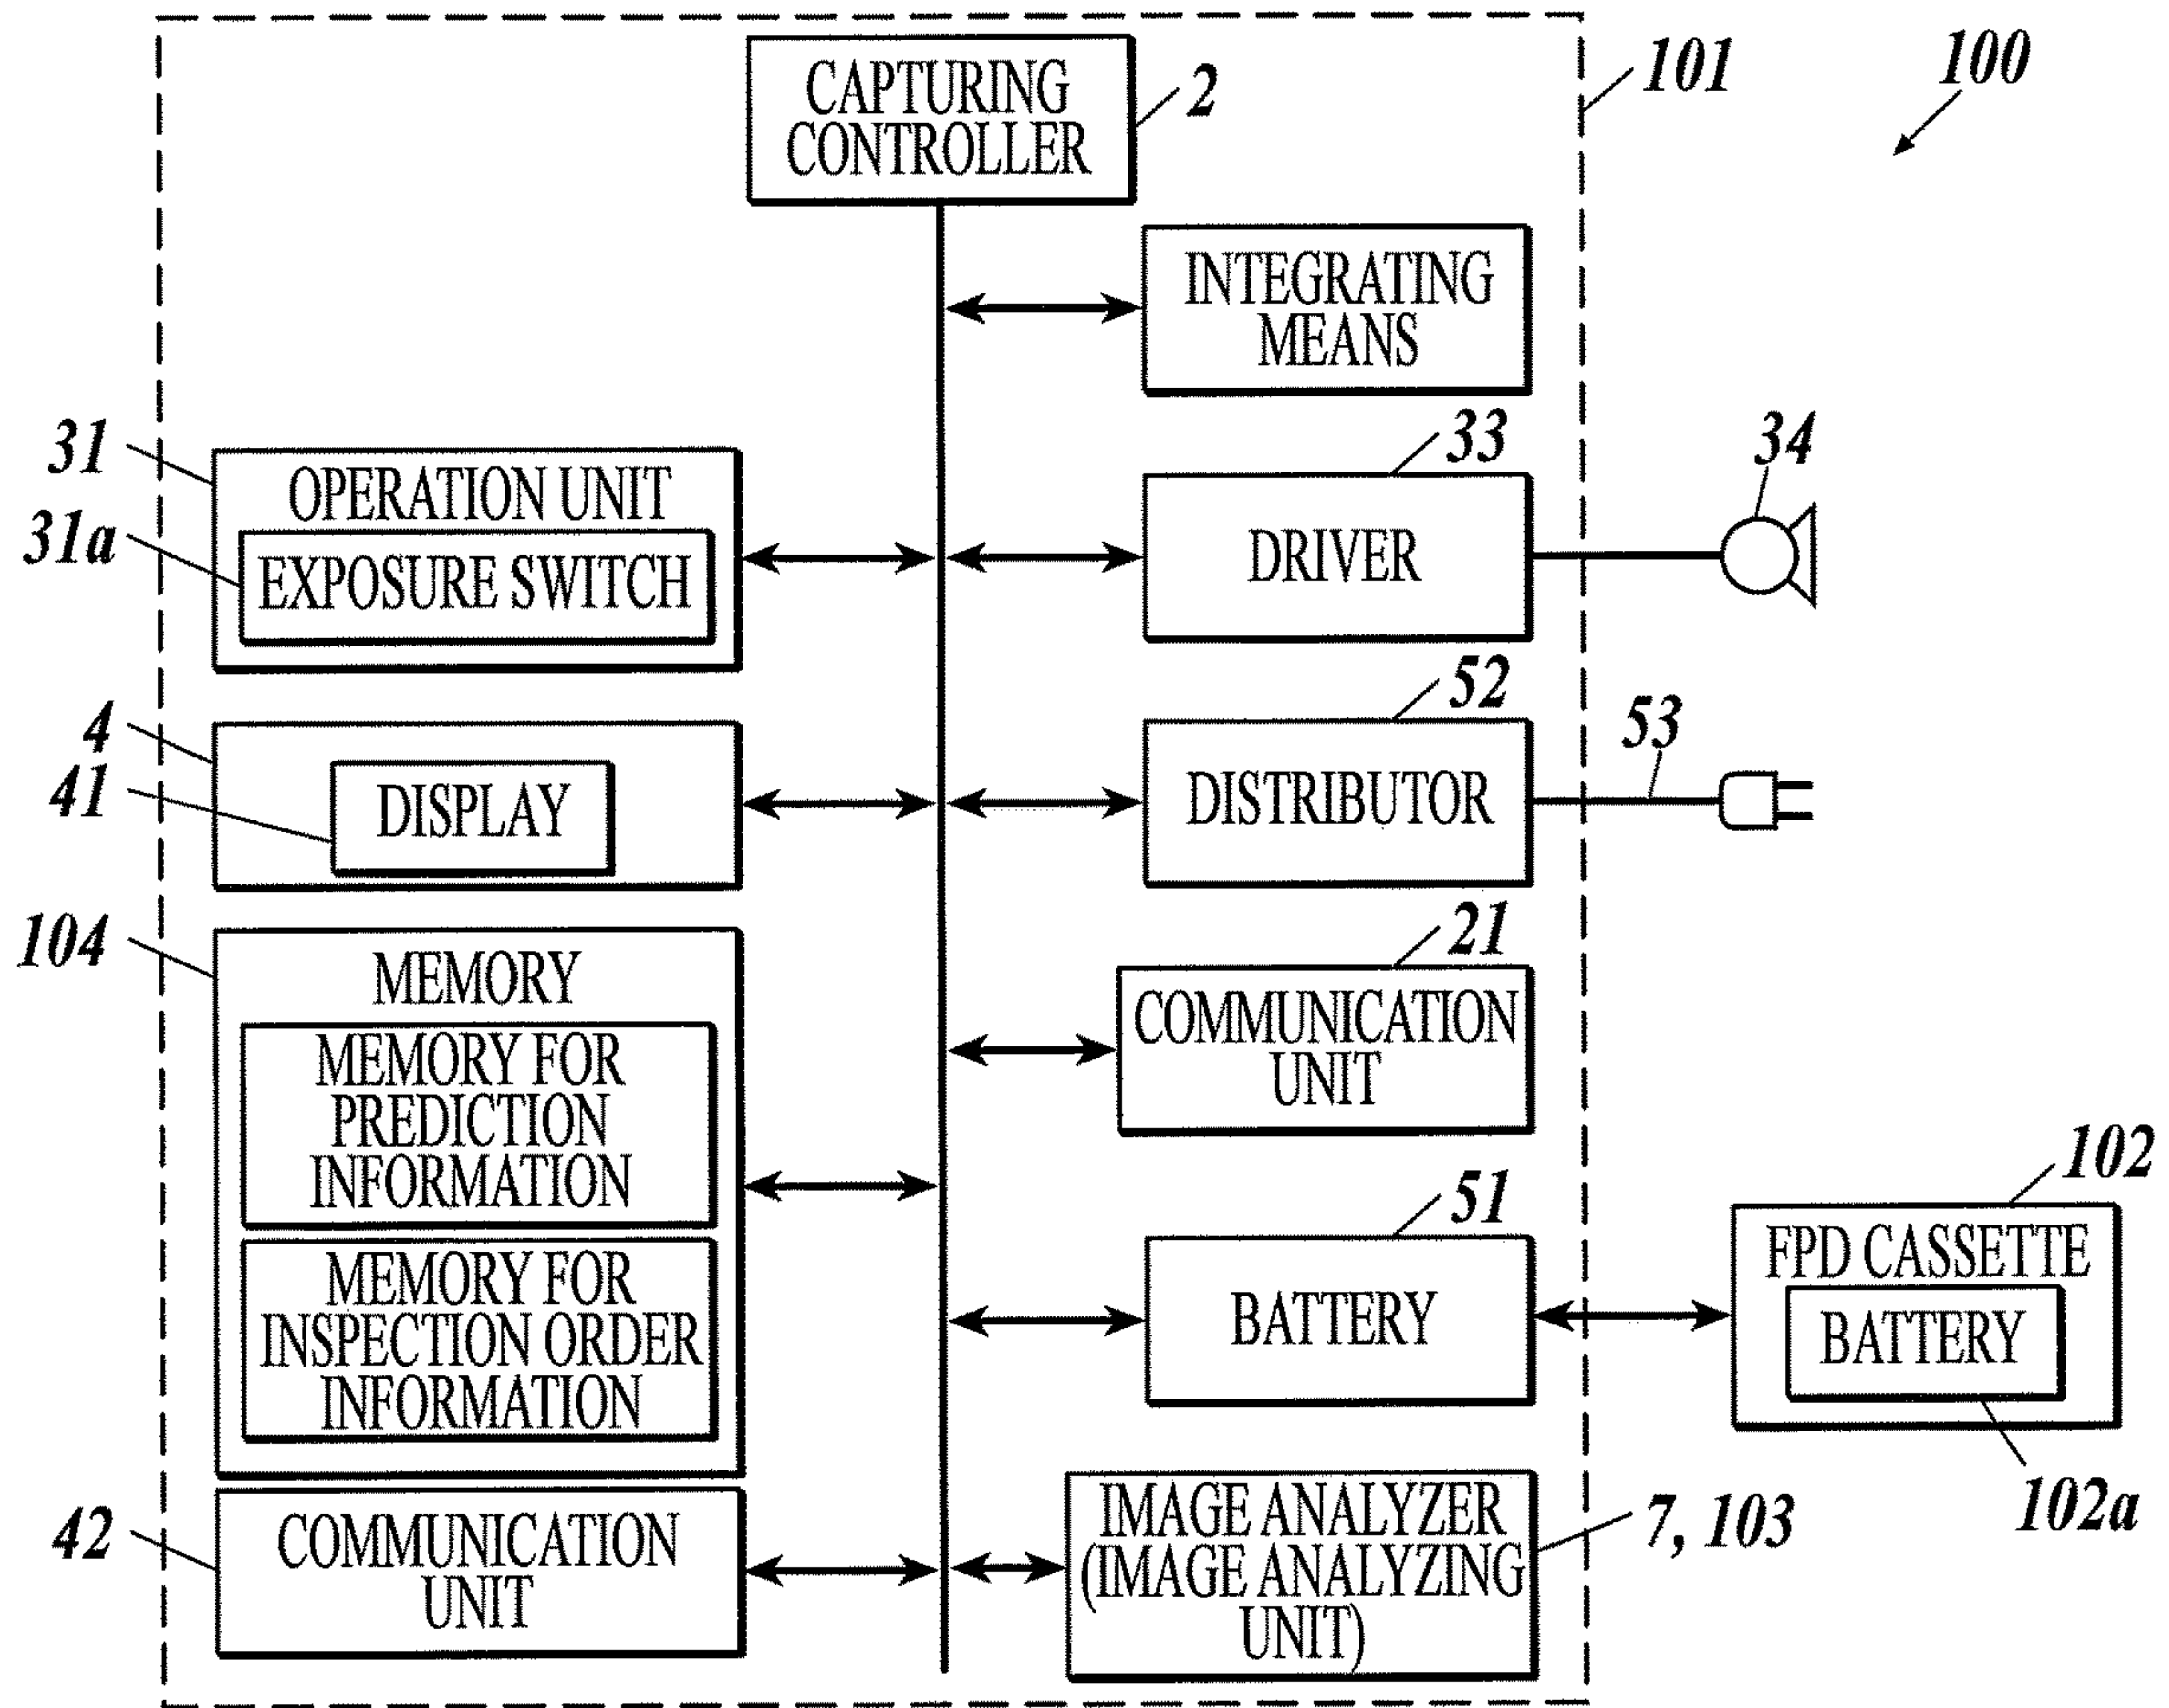 CAPTURING
CONTROLLER
2
101
100
INTEGRATING
MEANS
31
OPERATION UNIT
31a
EXPOSURE SWITCH
33
DRIVER
34
4
41
DISPLAY
52
DISTRIBUTOR
53
104
MEMORY
MEMORY FOR
PREDICTION
INFORMATION
MEMORY FOR
INSPECTION ORDER
INFORMATION
21
COMMUNICATION
UNIT
51
BATTERY
102
FPD CASSETTE
BATTERY
102a
42
COMMUNICATION
UNIT
IMAGE ANALYZER
(IMAGE ANALYZING
UNIT)
7, 103